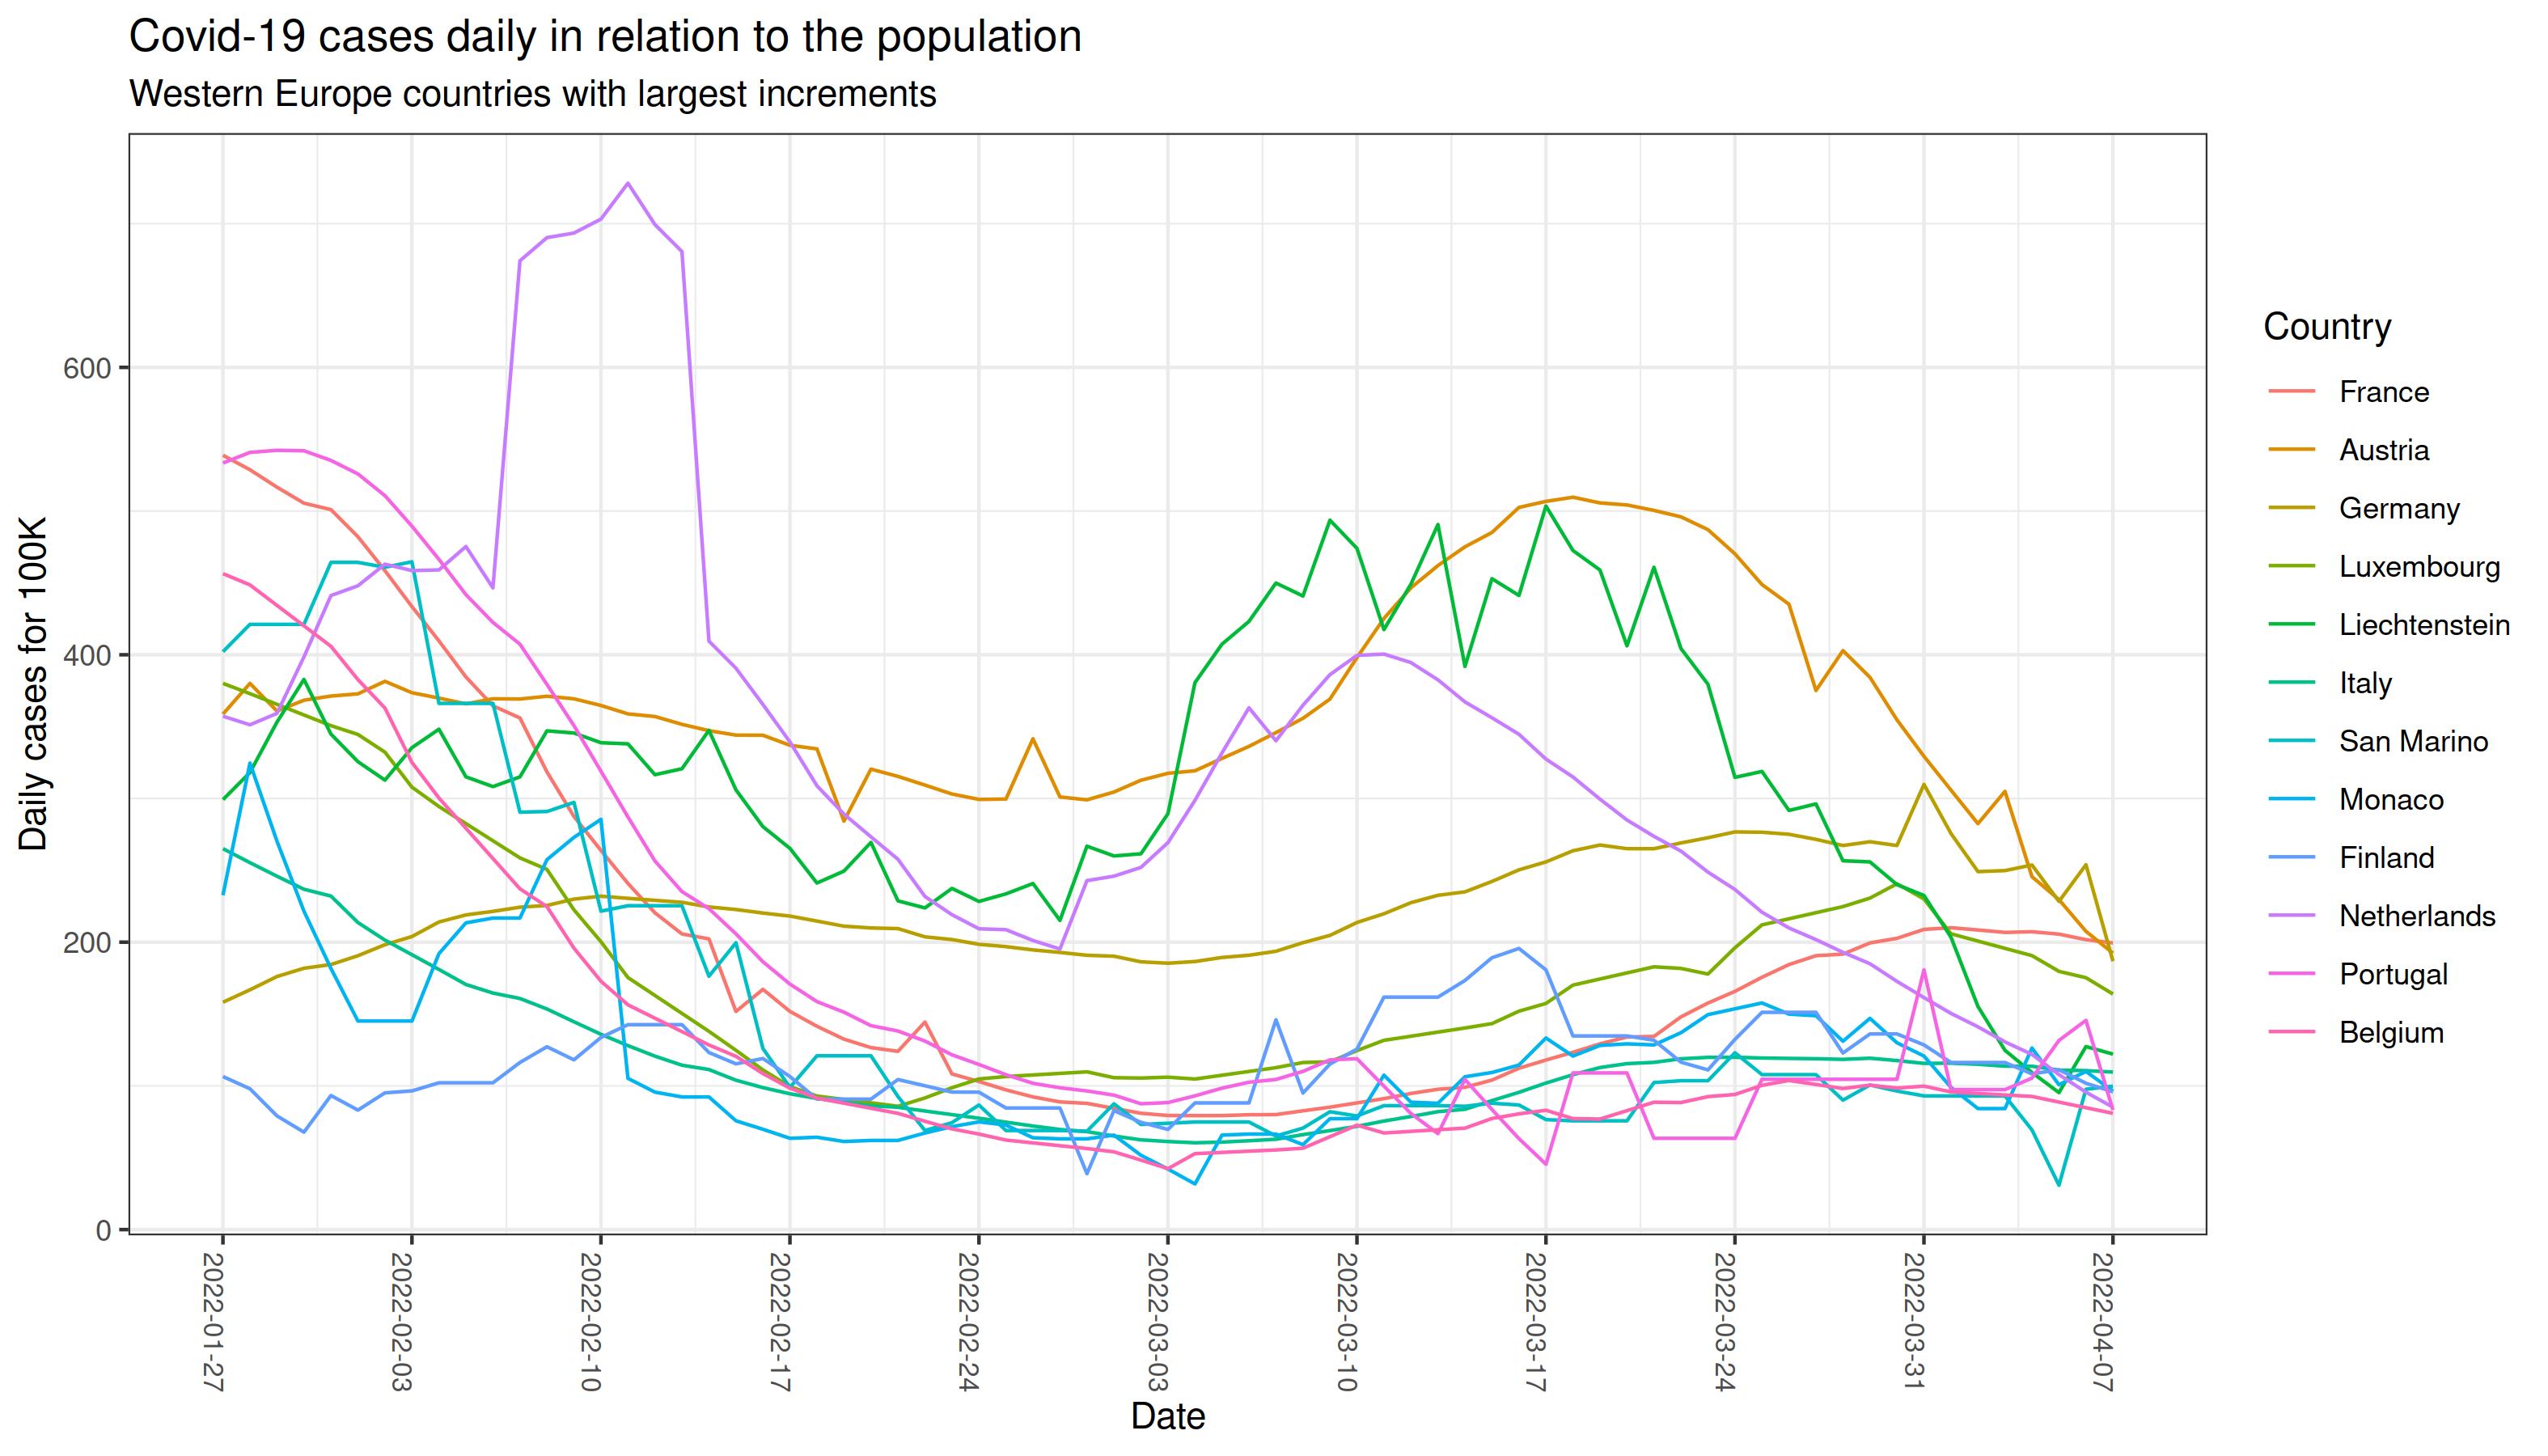 Covid-19 cases daily in relation to the population
Western Europe countries with largest increments
Daily cases for 100K
600
400
200
0
2022-01-27
2022-02-03
2022-02-10
2022-02-17
2022-02-24
2022-03-03
2022-03-10
2022-03-17
2022-03-24
2022-03-31
2022-04-07
Date
Country
France
Austria
Germany
Luxembourg
Liechtenstein
Italy
San Marino
Monaco
Finland
Netherlands
Portugal
Belgium